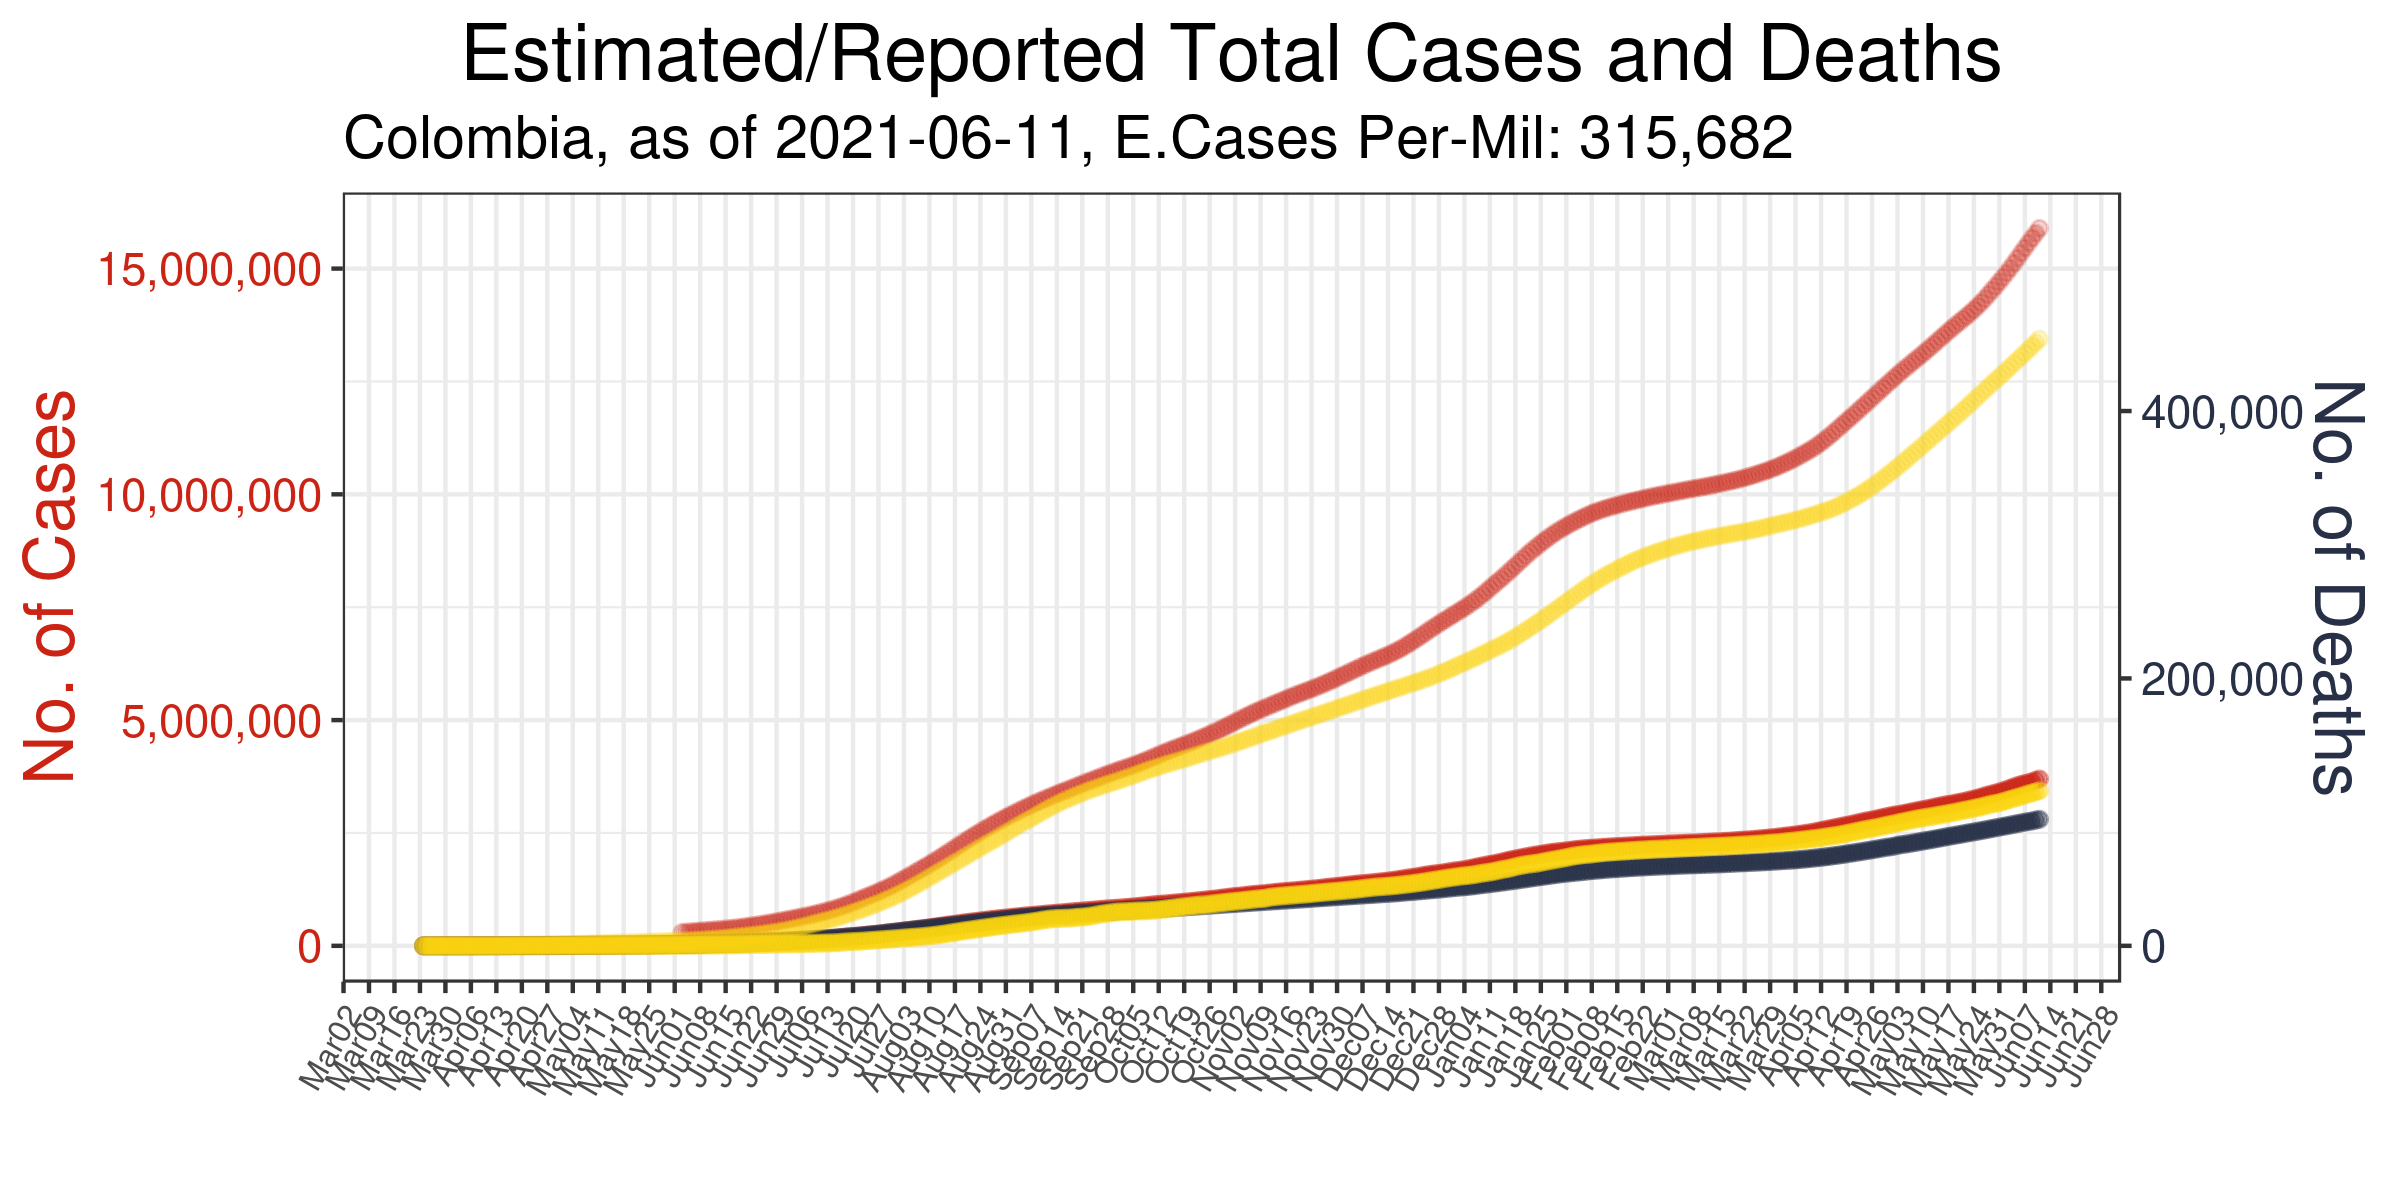 Estimated/Reported Total Cases and Deaths
Colombia, as of 2021-06-11, E.Cases Per-Mil: 315,682
No. of Cases
15,000,000
10,000,000
5,000,000
0
No. of Deaths
400,000
200,000
0
Mar02
Mar09
Mar16
Mar23
Mar30
Apr06
Apr13
Apr20
Apr27
May04
May11
May18
May25
Jun01
Jun08
Jun15
Jun22
Jun29
Jul06
Jul13
Jul20
Jul27
Aug03
Aug10
Aug17
Aug24
Aug31
Sep07
Sep14
Sep21
Sep28
Oct05
Oct12
Oct19
Oct26
Nov02
Nov09
Nov16
Nov23
Nov30
Dec07
Dec14
Dec21
Dec28
Jan04
Jan11
Jan18
Jan25
Feb01
Feb08
Feb15
Feb22
Mar01
Mar08
Mar15
Mar22
Mar29
Apr05
Apr12
Apr19
Apr26
May03
May10
May17
May24
May31
Jun07
Jun14
Jun21
Jun28